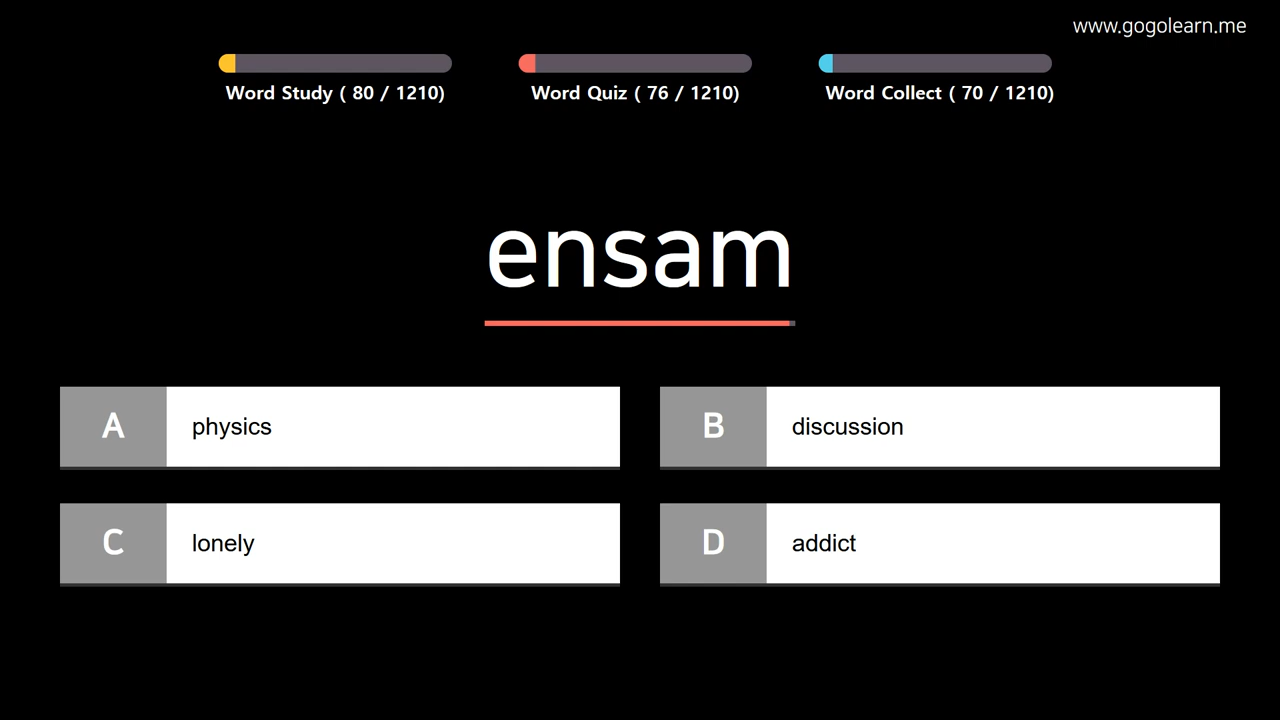 www.gogolearn.me
Word Study ( 80 / 1210)
Word Quiz ( 76 / 1210)
Word Collect ( 70 / 1210)
ensam
A physics
B discussion
C lonely
D addict